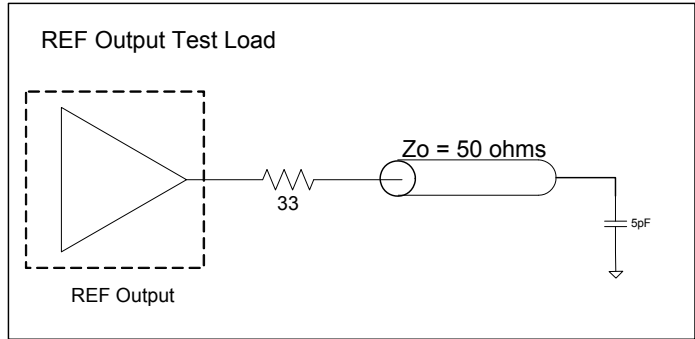 REF Output Test Load
Zo = 50 ohms
33
5pF
REF Output